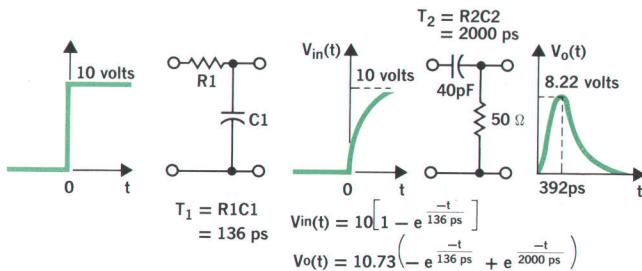 10 volts
0
t
R1
C1
T₁ = R1C1
= 136 ps
Vin(t)
10 volts
0
t
T₂ = R2C2
= 2000 ps
40pF
50 Ω
Vo(t)
8.22 volts
392ps
t
Vin(t) = 10[1 − e^(-t/136 ps)]
Vo(t) = 10.73(− e^(-t/136 ps) + e^(-t/2000 ps))